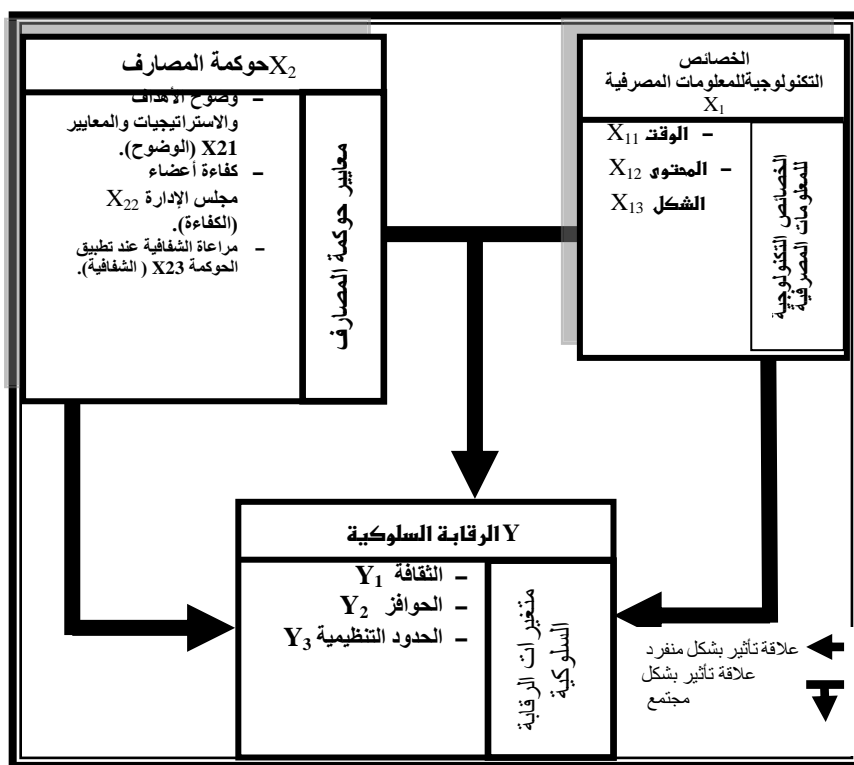 الخصائص
التكنولوجيةللمعلومات المصرفية
X₁
الخصائص التكنولوجية
للمعلومات المصرفية
– الوقت X₁₁
– المحتوى X₁₂
الشكل X₁₃
X₂حوكمة المصارف
معايير حوكمة المصارف
– وضوح الأهداف
والاستراتيجيات والمعايير
X21 (الوضوح).
– كفاءة أعضاء
مجلس الإدارة X₂₂
(الكفاءة).
– مراعاة الشفافية عند تطبيق
الحوكمة X23 ( الشفافية).
Y الرقابة السلوكية
متغيرات الرقابة
السلوكية
– الثقافة Y₁
– الحوافز Y₂
– الحدود التنظيمية Y₃
علاقة تأثير بشكل منفرد
علاقة تأثير بشكل
مجتمع